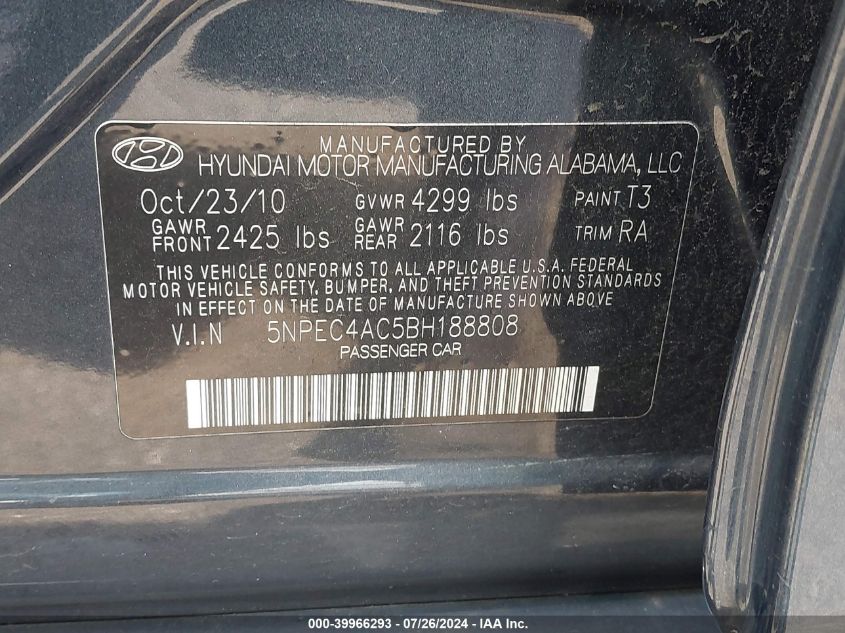 MANUFACTURED BY
HYUNDAI MOTOR MANUFACTURING ALABAMA, LLC
Oct/23/10 GVWR 4299 lbs PAINT T3
GAWR FRONT 2425 lbs GAWR REAR 2116 lbs TRIM RA
THIS VEHICLE CONFORMS TO ALL APPLICABLE U.S.A. FEDERAL
MOTOR VEHICLE SAFETY, BUMPER, AND THEFT PREVENTION STANDARDS
IN EFFECT ON THE DATE OF MANUFACTURE SHOWN ABOVE.
V.I.N 5NPEC4AC5BH188808
PASSENGER CAR
000-39966293 - 07/26/2024 - US.